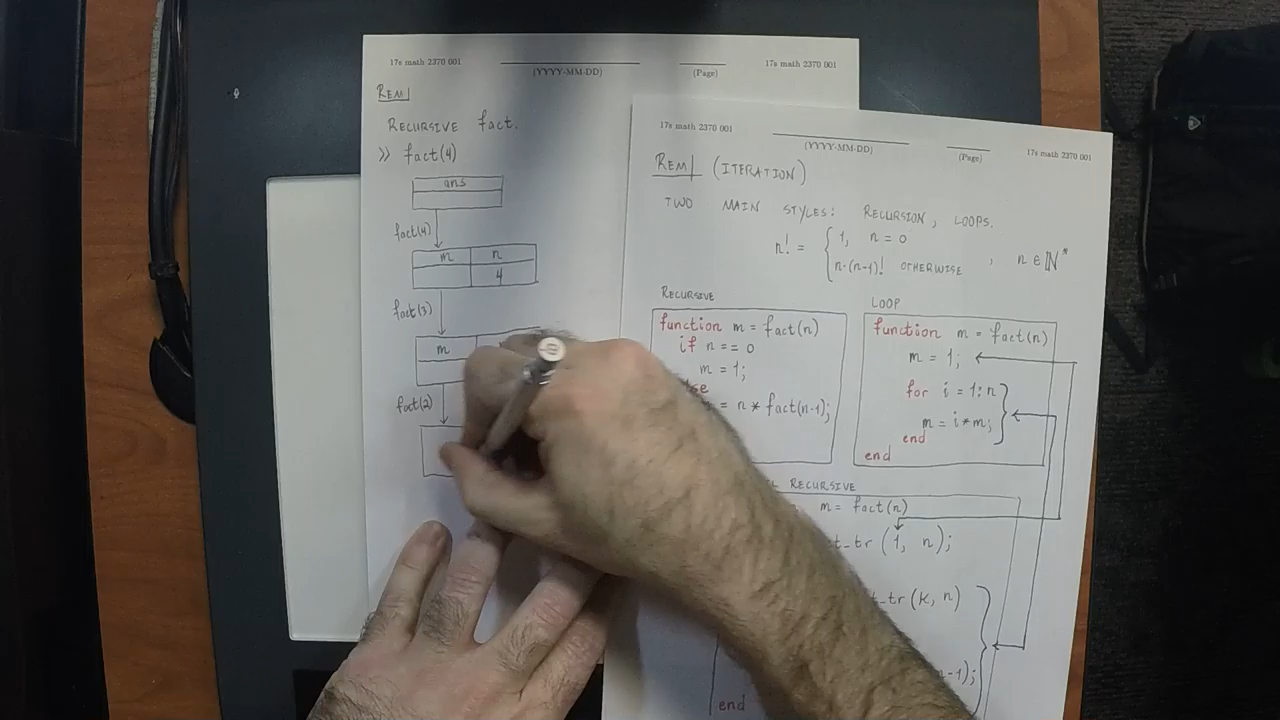 17s math 2370 001
(YYYY-MM-DD)
(Page)
17s math 2370 001
REM
RECURSIVE fact.
>> fact(4)
ans
fact(4)
m n
4
fact(3)
m
fact(2)
17s math 2370 001
(YYYY-MM-DD)
(Page)
17s math 2370 001
REM (ITERATION)
TWO MAIN STYLES: RECURSION, LOOPS.
n! = { 1, n = 0
n·(n-1)! OTHERWISE , n ∈ ℕ*
RECURSIVE
function m = fact(n)
if n == 0
m = 1;
= n * fact(n-1);
LOOP
function m = fact(n)
m = 1;
for i = 1:n
m = i*m;
end
end
RECURSIVE
m = fact(n)
(1, n);
tr(k, n)
-1);
end